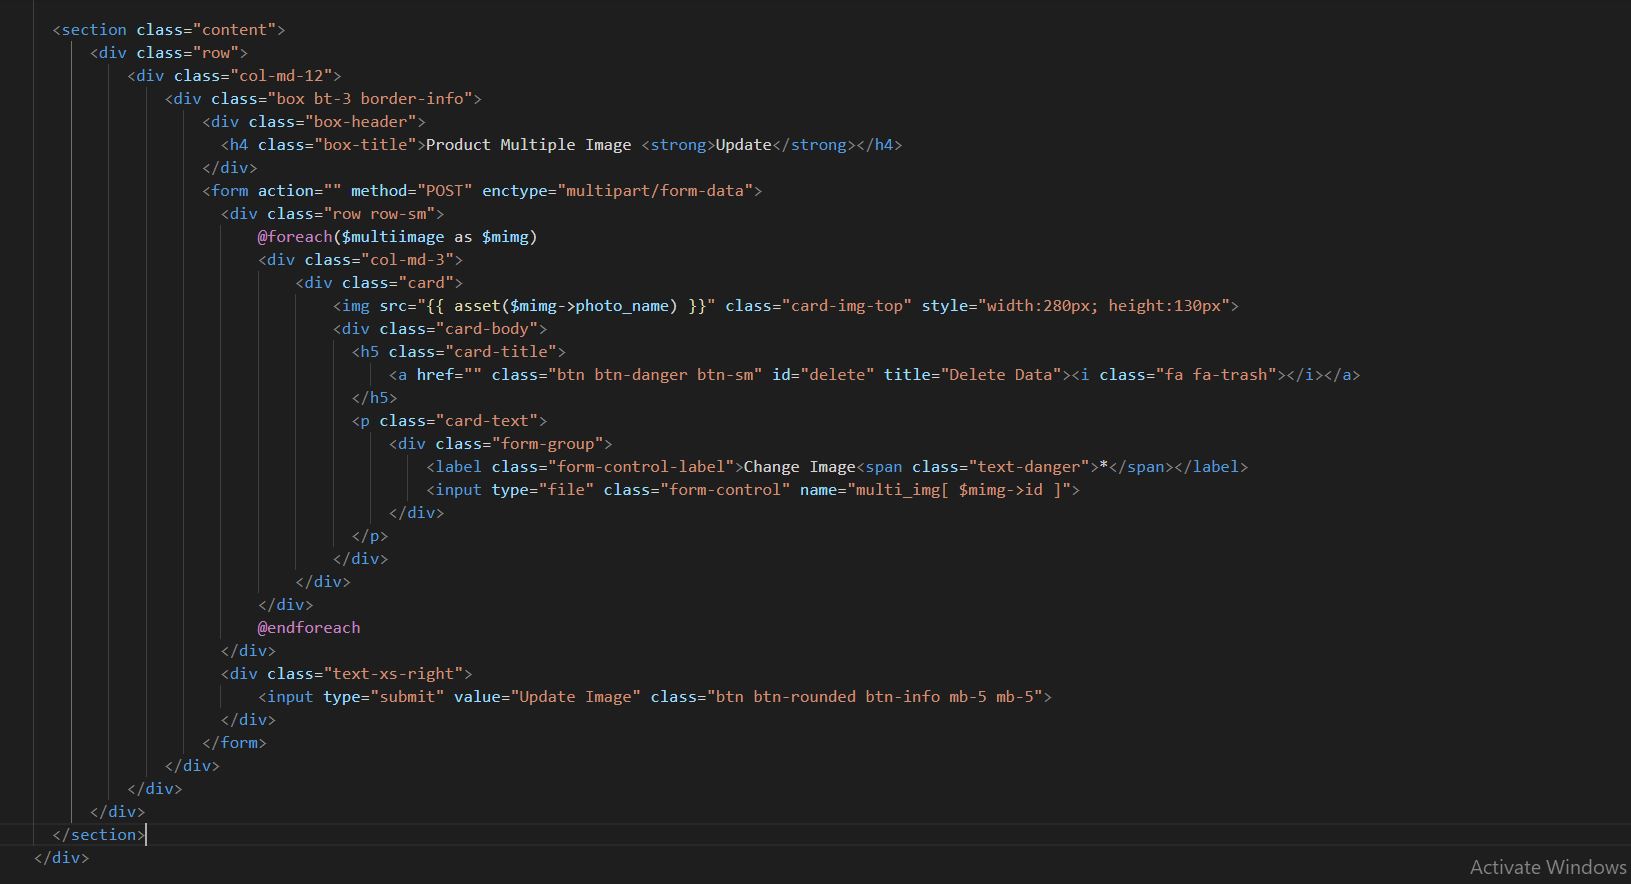 <section class="content">
<div class="row">
<div class="col-md-12">
<div class="box bt-3 border-info">
<div class="box-header">
<h4 class="box-title">Product Multiple Image <strong>Update</strong></h4>
</div>
<form action="" method="POST" enctype="multipart/form-data">
<div class="row row-sm">
@foreach($multiimage as $mimg)
<div class="col-md-3">
<div class="card">
<img src="{{ asset($mimg->photo_name) }}" class="card-img-top" style="width:280px; height:130px">
<div class="card-body">
<h5 class="card-title">
<a href="" class="btn btn-danger btn-sm" id="delete" title="Delete Data"><i class="fa fa-trash"></i></a>
</h5>
<p class="card-text">
<div class="form-group">
<label class="form-control-label">Change Image<span class="text-danger">*</span></label>
<input type="file" class="form-control" name="multi_img[ $mimg->id ]">
</div>
</p>
</div>
</div>
</div>
@endforeach
</div>
<div class="text-xs-right">
<input type="submit" value="Update Image" class="btn btn-rounded btn-info mb-5 mb-5">
</div>
</form>
</div>
</div>
</div>
</section>
</div>
Activate Windows